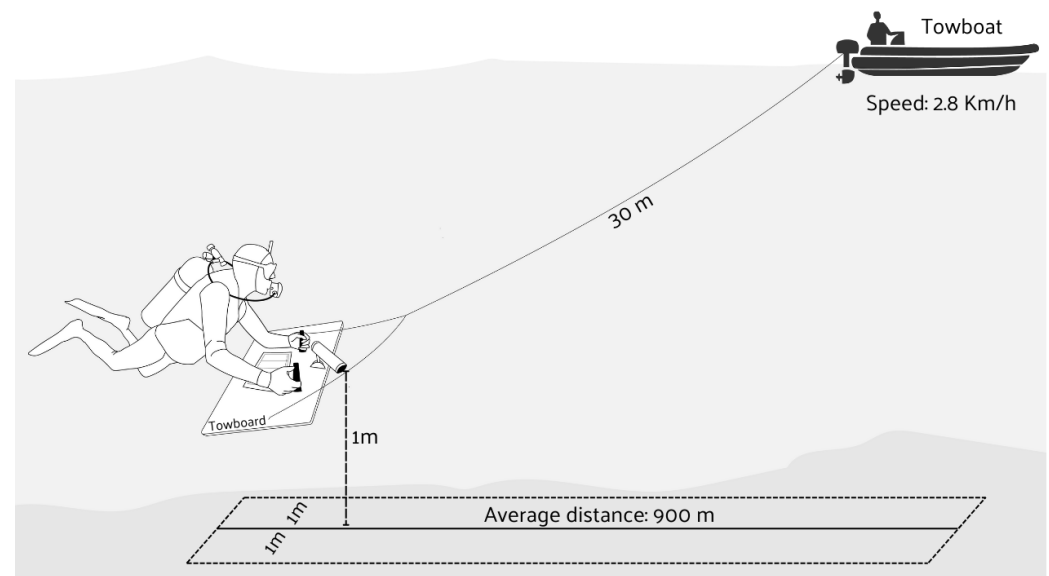 Towboat
Speed: 2.8 Km/h
30 m
Towboard
1m
1m
Average distance: 900 m
1m